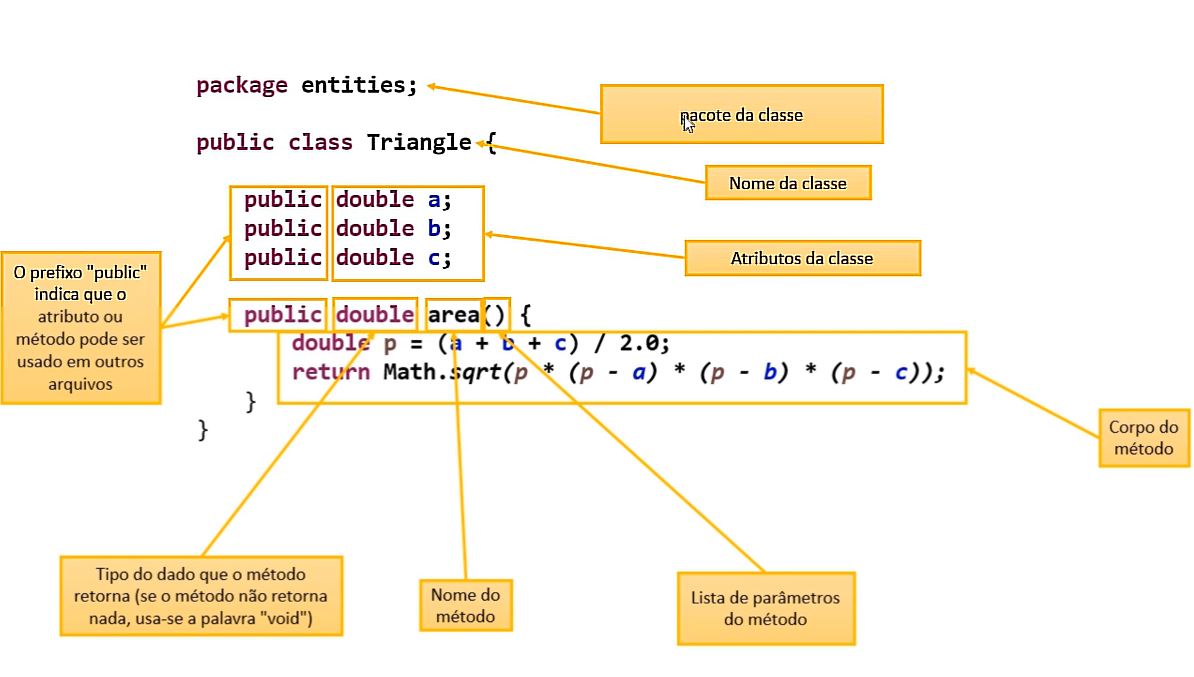 package entities;
pacote da classe
public class Triangle {
Nome da classe
public double a;
public double b;
public double c;
Atributos da classe
O prefixo "public"
indica que o
atributo ou
método pode ser
usado em outros
arquivos
public double area() {
double p = (a + b + c) / 2.0;
return Math.sqrt(p * (p - a) * (p - b) * (p - c));
}
}
Corpo do
método
Tipo do dado que o método
retorna (se o método não retorna
nada, usa-se a palavra "void")
Nome do
método
Lista de parâmetros
do método